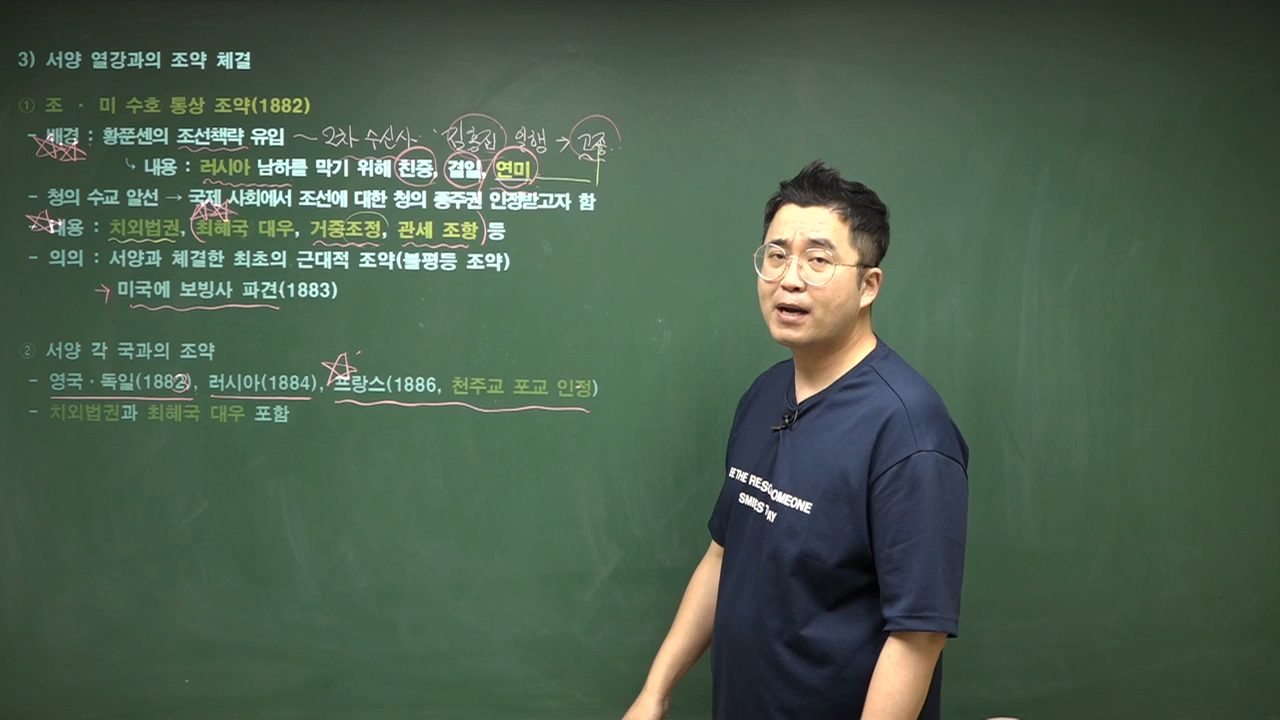 3) 서양 열강과의 조약 체결
① 조 · 미 수호 통상 조약(1882)
- 배경 : 황푼센의 조선책략 유입 ~ 2차 수신사 김홍집 일행 → 고종
내용 : 러시아 남하를 막기 위해 친중, 결일, 연미
- 청의 수교 알선 → 국제 사회에서 조선에 대한 청의 종주권 인정받고자 함
- 내용 : 치외법권, 최혜국 대우, 거중조정, 관세 조항 등
- 의의 : 서양과 체결한 최초의 근대적 조약(불평등 조약)
→ 미국에 보빙사 파견(1883)
② 서양 각 국과의 조약
- 영국·독일(1883), 러시아(1884), 프랑스(1886, 천주교 포교 인정)
- 치외법권과 최혜국 대우 포함
THE
SOMEONE